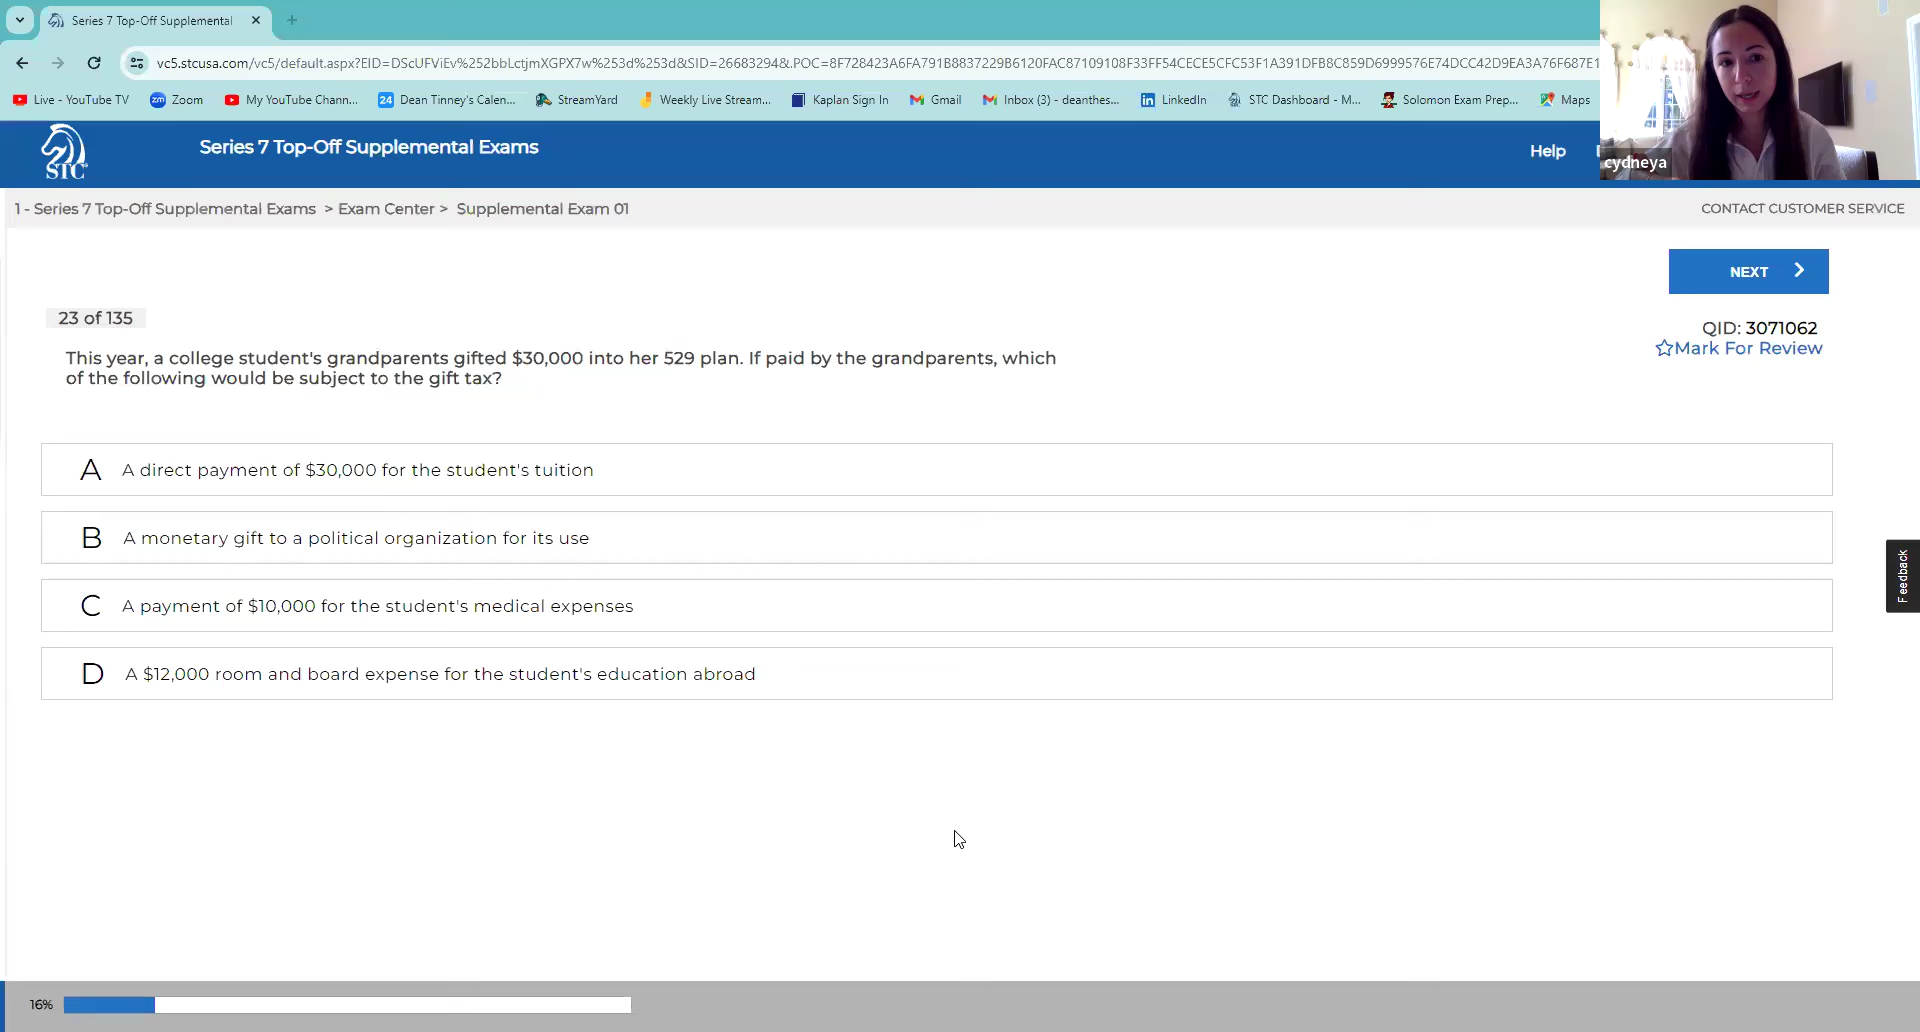 Series 7 Top-Off Supplemental
vc5.stcusa.com/vc5/default.aspx?EID=DScUFViEv%252bbLctjmXGPX7w%253d%253d&SID=26683294&.POC=8F728423A6FA791B8837229B6120FAC87109108F33FF54CECE5CFC53F1A391DFB8C859D6999576E74DCC42D9EA3A76F687E1
Live - YouTube TV
Zoom
My YouTube Chann...
24 Dean Tinney's Calen...
StreamYard
Weekly Live Stream...
Kaplan Sign In
Gmail
Inbox (3) - deanthes...
LinkedIn
STC Dashboard - M...
Solomon Exam Prep...
Maps
cydneya
STC
Series 7 Top-Off Supplemental Exams
Help
1 - Series 7 Top-Off Supplemental Exams > Exam Center > Supplemental Exam 01
CONTACT CUSTOMER SERVICE
NEXT
23 of 135
QID: 3071062
Mark For Review
This year, a college student's grandparents gifted $30,000 into her 529 plan. If paid by the grandparents, which
of the following would be subject to the gift tax?
A A direct payment of $30,000 for the student's tuition
B A monetary gift to a political organization for its use
C A payment of $10,000 for the student's medical expenses
D A $12,000 room and board expense for the student's education abroad
Feedback
16%